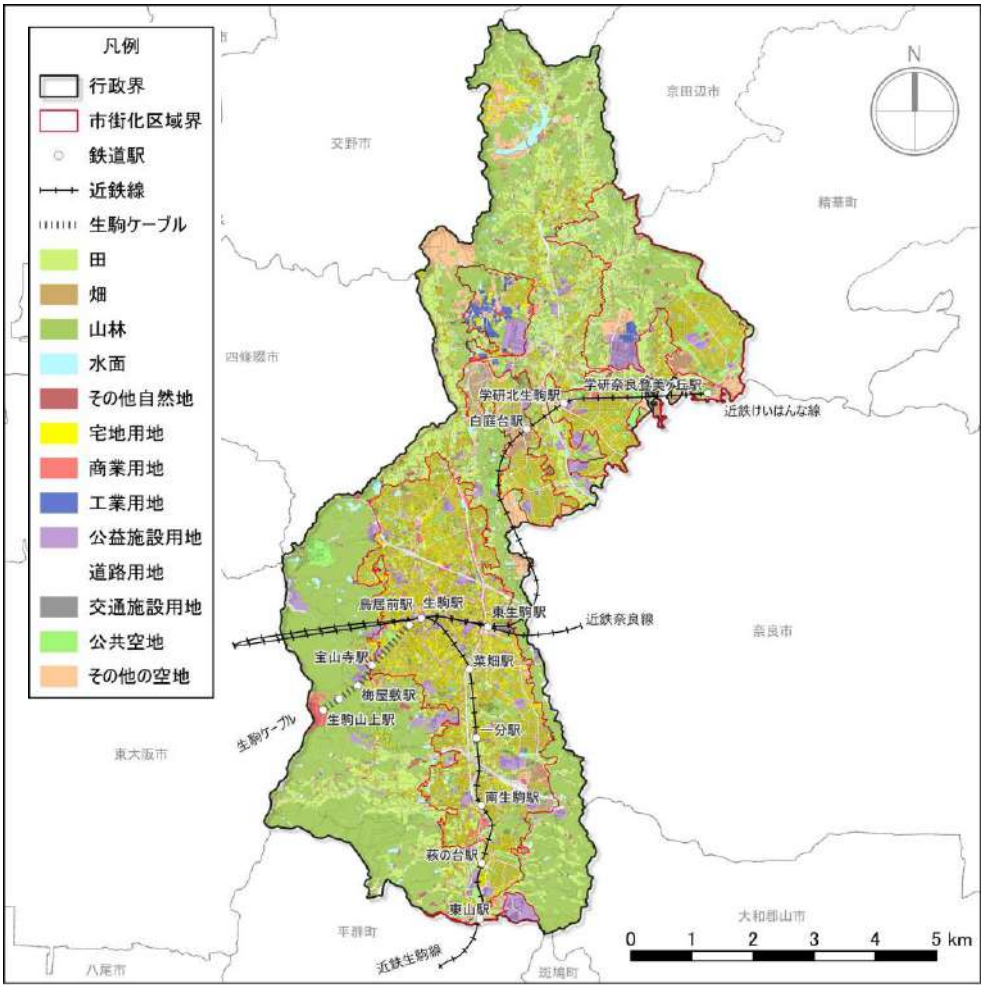 凡例
行政界
市街化区域界
鉄道駅
近鉄線
生駒ケーブル
田
畑
山林
水面
その他自然地
宅地用地
商業用地
工業用地
公益施設用地
道路用地
交通施設用地
公共空地
その他の空地
N
京田辺市
交野市
精華町
四條畷市
学研奈良登美ヶ丘駅
学研北生駒駅
近鉄けいはんな線
白庭台駅
鳥居前駅
生駒駅
東生駒駅
近鉄奈良線
奈良市
宝山寺駅
菜畑駅
梅屋敷駅
生駒山上駅
生駒ケーブル
一分駅
東大阪市
南生駒駅
萩の台駅
東山駅
大和郡山市
平群町
近鉄生駒線
八尾市
斑鳩町
0 1 2 3 4 5 km